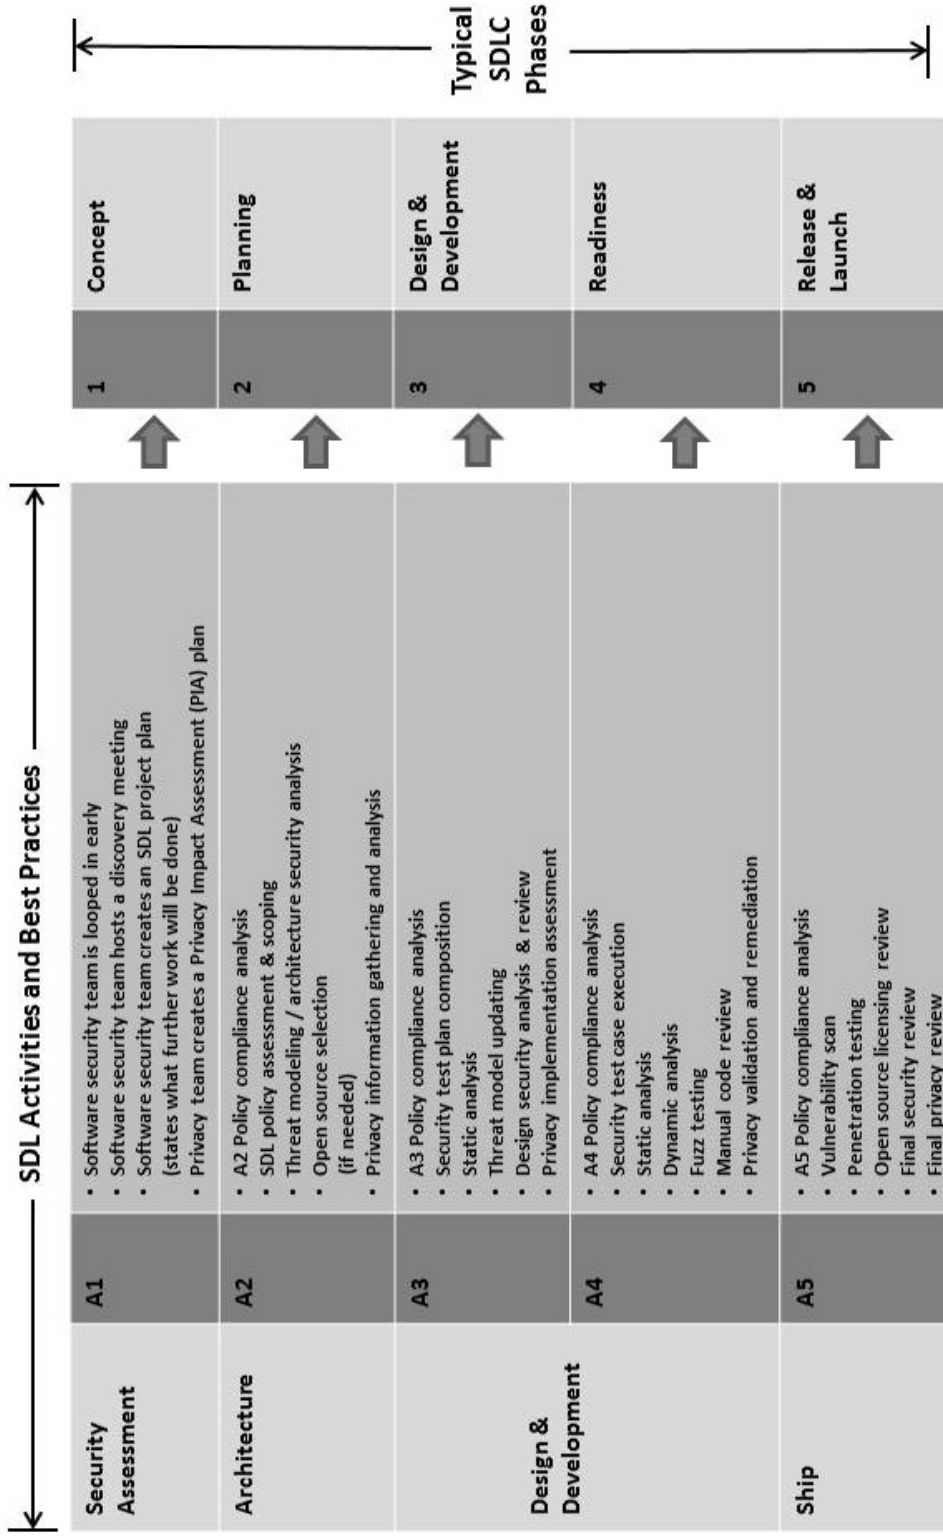 SDL Activities and Best Practices
Typical
SDLC
Phases
Security
Assessment
A1
• Software security team is looped in early
• Software security team hosts a discovery meeting
• Software security team creates an SDL project plan
(states what further work will be done)
• Privacy team creates a Privacy Impact Assessment (PIA) plan
1
Concept
Architecture
A2
• A2 Policy compliance analysis
• SDL policy assessment & scoping
• Threat modeling / architecture security analysis
• Open source selection
(if needed)
• Privacy information gathering and analysis
2
Planning
Design &
Development
A3
• A3 Policy compliance analysis
• Security test plan composition
• Static analysis
• Threat model updating
• Design security analysis & review
• Privacy implementation assessment
3
Design &
Development
A4
• A4 Policy compliance analysis
• Security test case execution
• Static analysis
• Dynamic analysis
• Fuzz testing
• Manual code review
• Privacy validation and remediation
4
Readiness
Ship
A5
• A5 Policy compliance analysis
• Vulnerability scan
• Penetration testing
• Open source licensing review
• Final security review
• Final privacy review
5
Release &
Launch